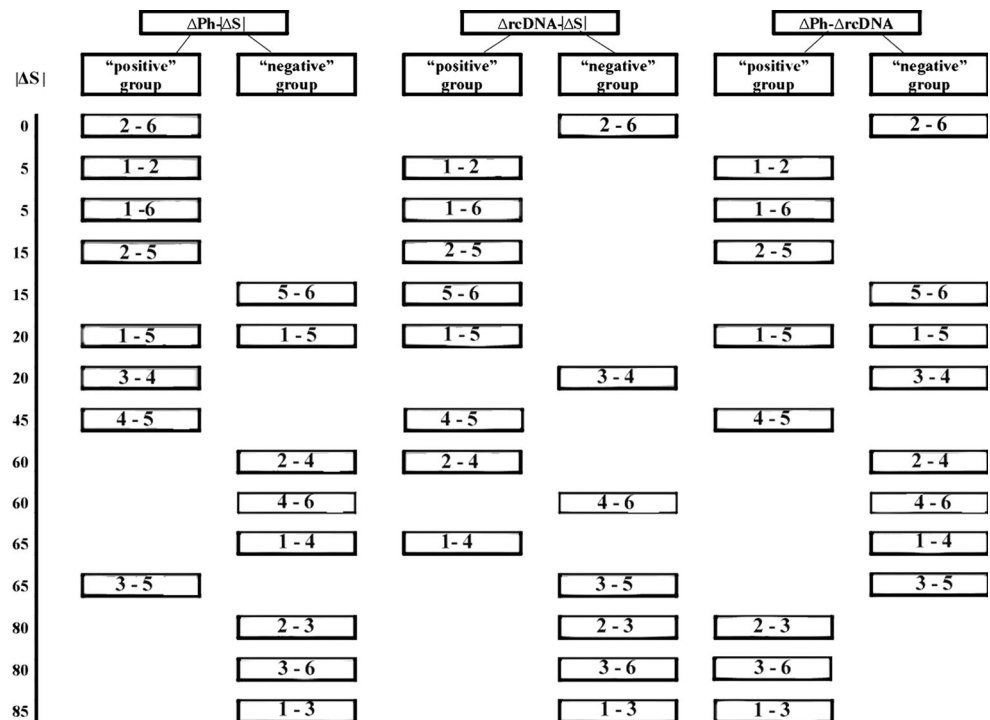 ΔPh-|ΔS| ΔrcDNA-|ΔS| ΔPh-ΔrcDNA
|ΔS| “positive” group “negative” group “positive” group “negative” group “positive” group “negative” group
0 2 - 6 2 - 6 2 - 6
5 1 - 2 1 - 2 1 - 2
5 1 -6 1 - 6 1 - 6
15 2 - 5 2 - 5 2 - 5
15 5 - 6 5 - 6 5 - 6
20 1 - 5 1 - 5 1 - 5 1 - 5 1 - 5
20 3 - 4 3 - 4 3 - 4
45 4 - 5 4 - 5 4 - 5
60 2 - 4 2 - 4 2 - 4
60 4 - 6 4 - 6 4 - 6
65 1 - 4 1- 4 1 - 4
65 3 - 5 3 - 5 3 - 5
80 2 - 3 2 - 3 2 - 3
80 3 - 6 3 - 6 3 - 6
85 1 - 3 1 - 3 1 - 3